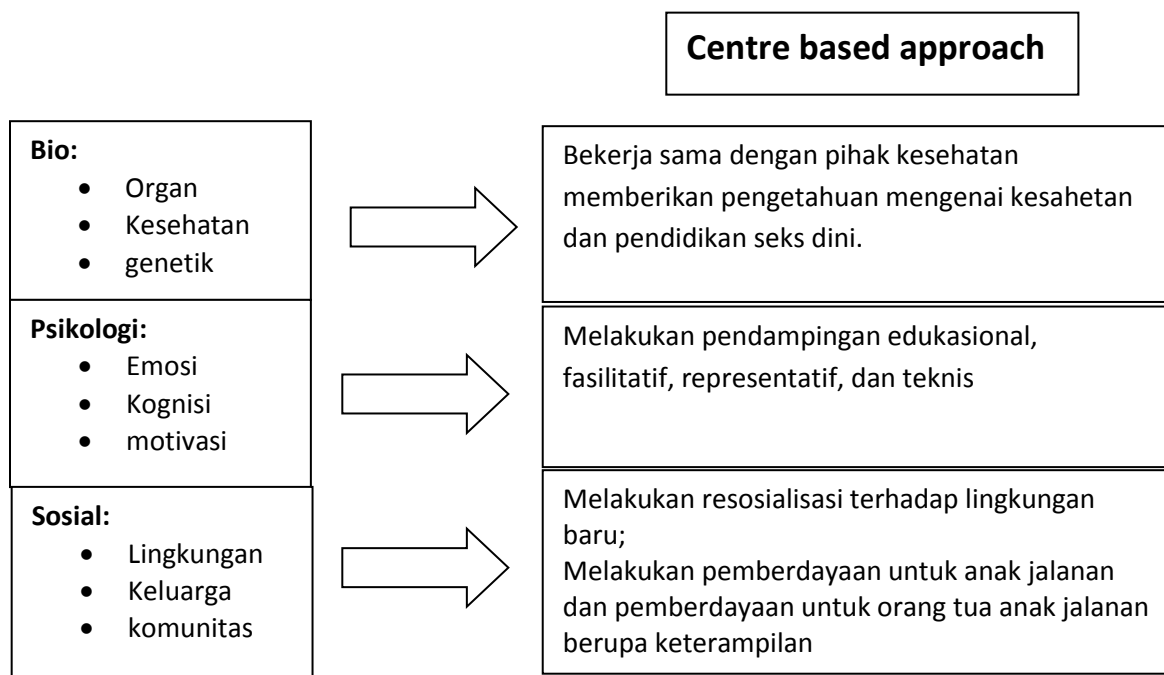 Centre based approach
Bio:
• Organ
• Kesehatan
• genetik
Bekerja sama dengan pihak kesehatan
memberikan pengetahuan mengenai kesahetan
dan pendidikan seks dini.
Psikologi:
• Emosi
• Kognisi
• motivasi
Melakukan pendampingan edukasional,
fasilitatif, representatif, dan teknis
Sosial:
• Lingkungan
• Keluarga
• komunitas
Melakukan resosialisasi terhadap lingkungan
baru;
Melakukan pemberdayaan untuk anak jalanan
dan pemberdayaan untuk orang tua anak jalanan
berupa keterampilan